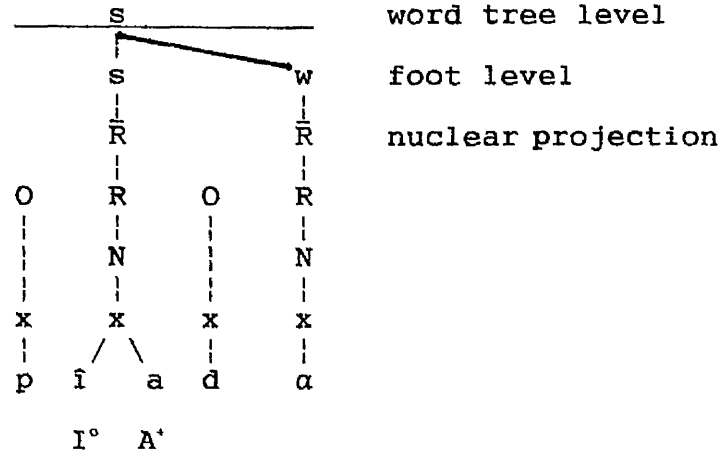 s word tree level
s w foot level
R̄ R̄ nuclear projection
O R O R
N N
x x x x
p î a d ɑ
I° A⁺